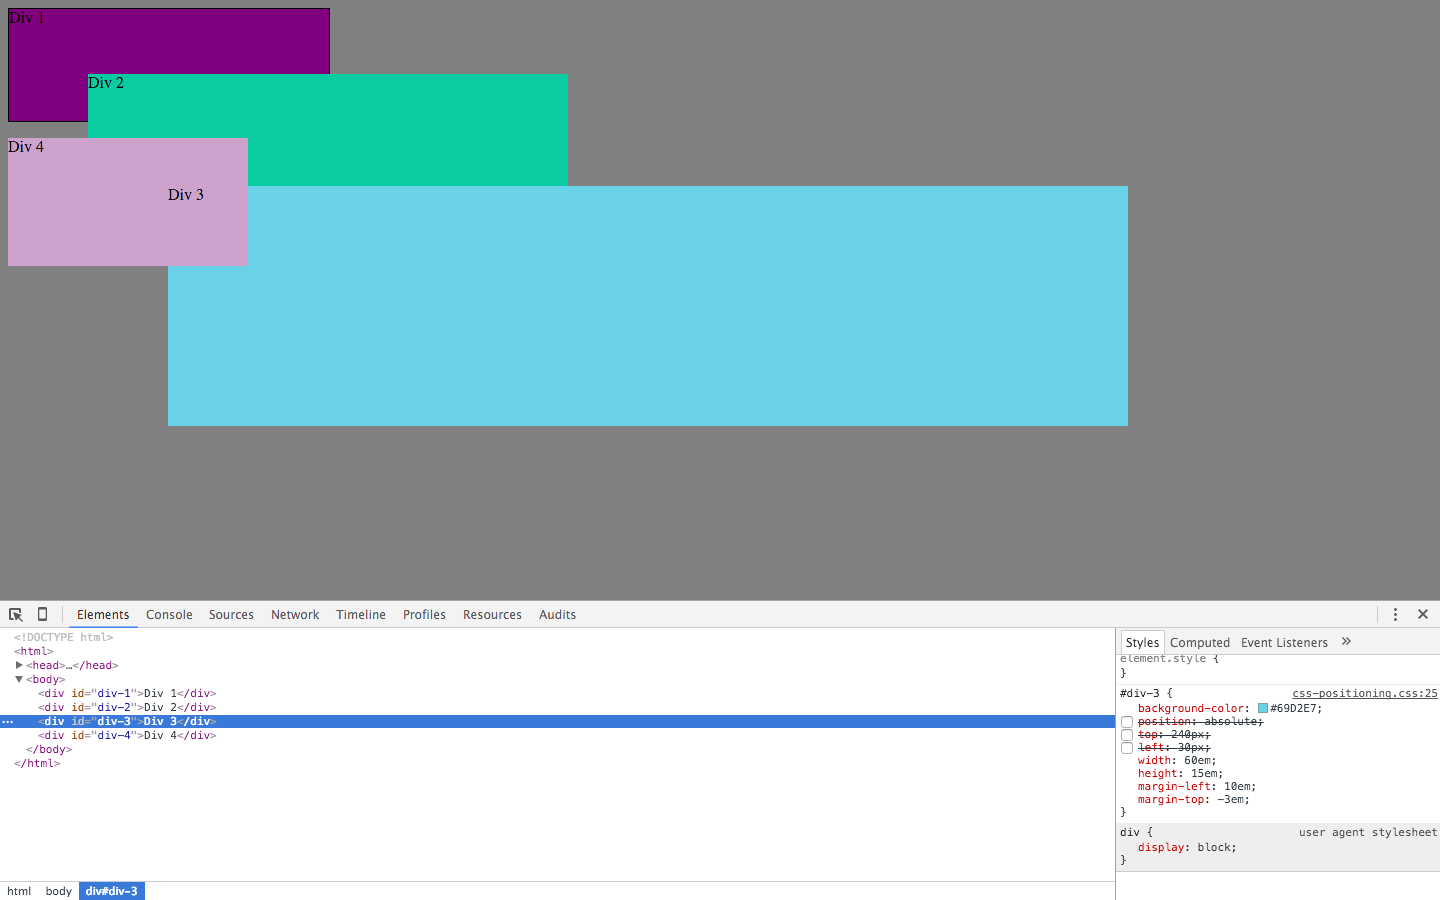 Div 1
Div 2
Div 4
Div 3
Elements Console Sources Network Timeline Profiles Resources Audits
<!DOCTYPE html>
<html>
<head>…</head>
<body>
<div id="div-1">Div 1</div>
<div id="div-2">Div 2</div>
<div id="div-3">Div 3</div>
<div id="div-4">Div 4</div>
</body>
</html>
html body div#div-3
Styles Computed Event Listeners »
element.style {
}
#div-3 { css-positioning.css:25
background-color: #69D2E7;
position: absolute;
top: 240px;
left: 30px;
width: 60em;
height: 15em;
margin-left: 10em;
margin-top: -3em;
}
div { user agent stylesheet
display: block;
}